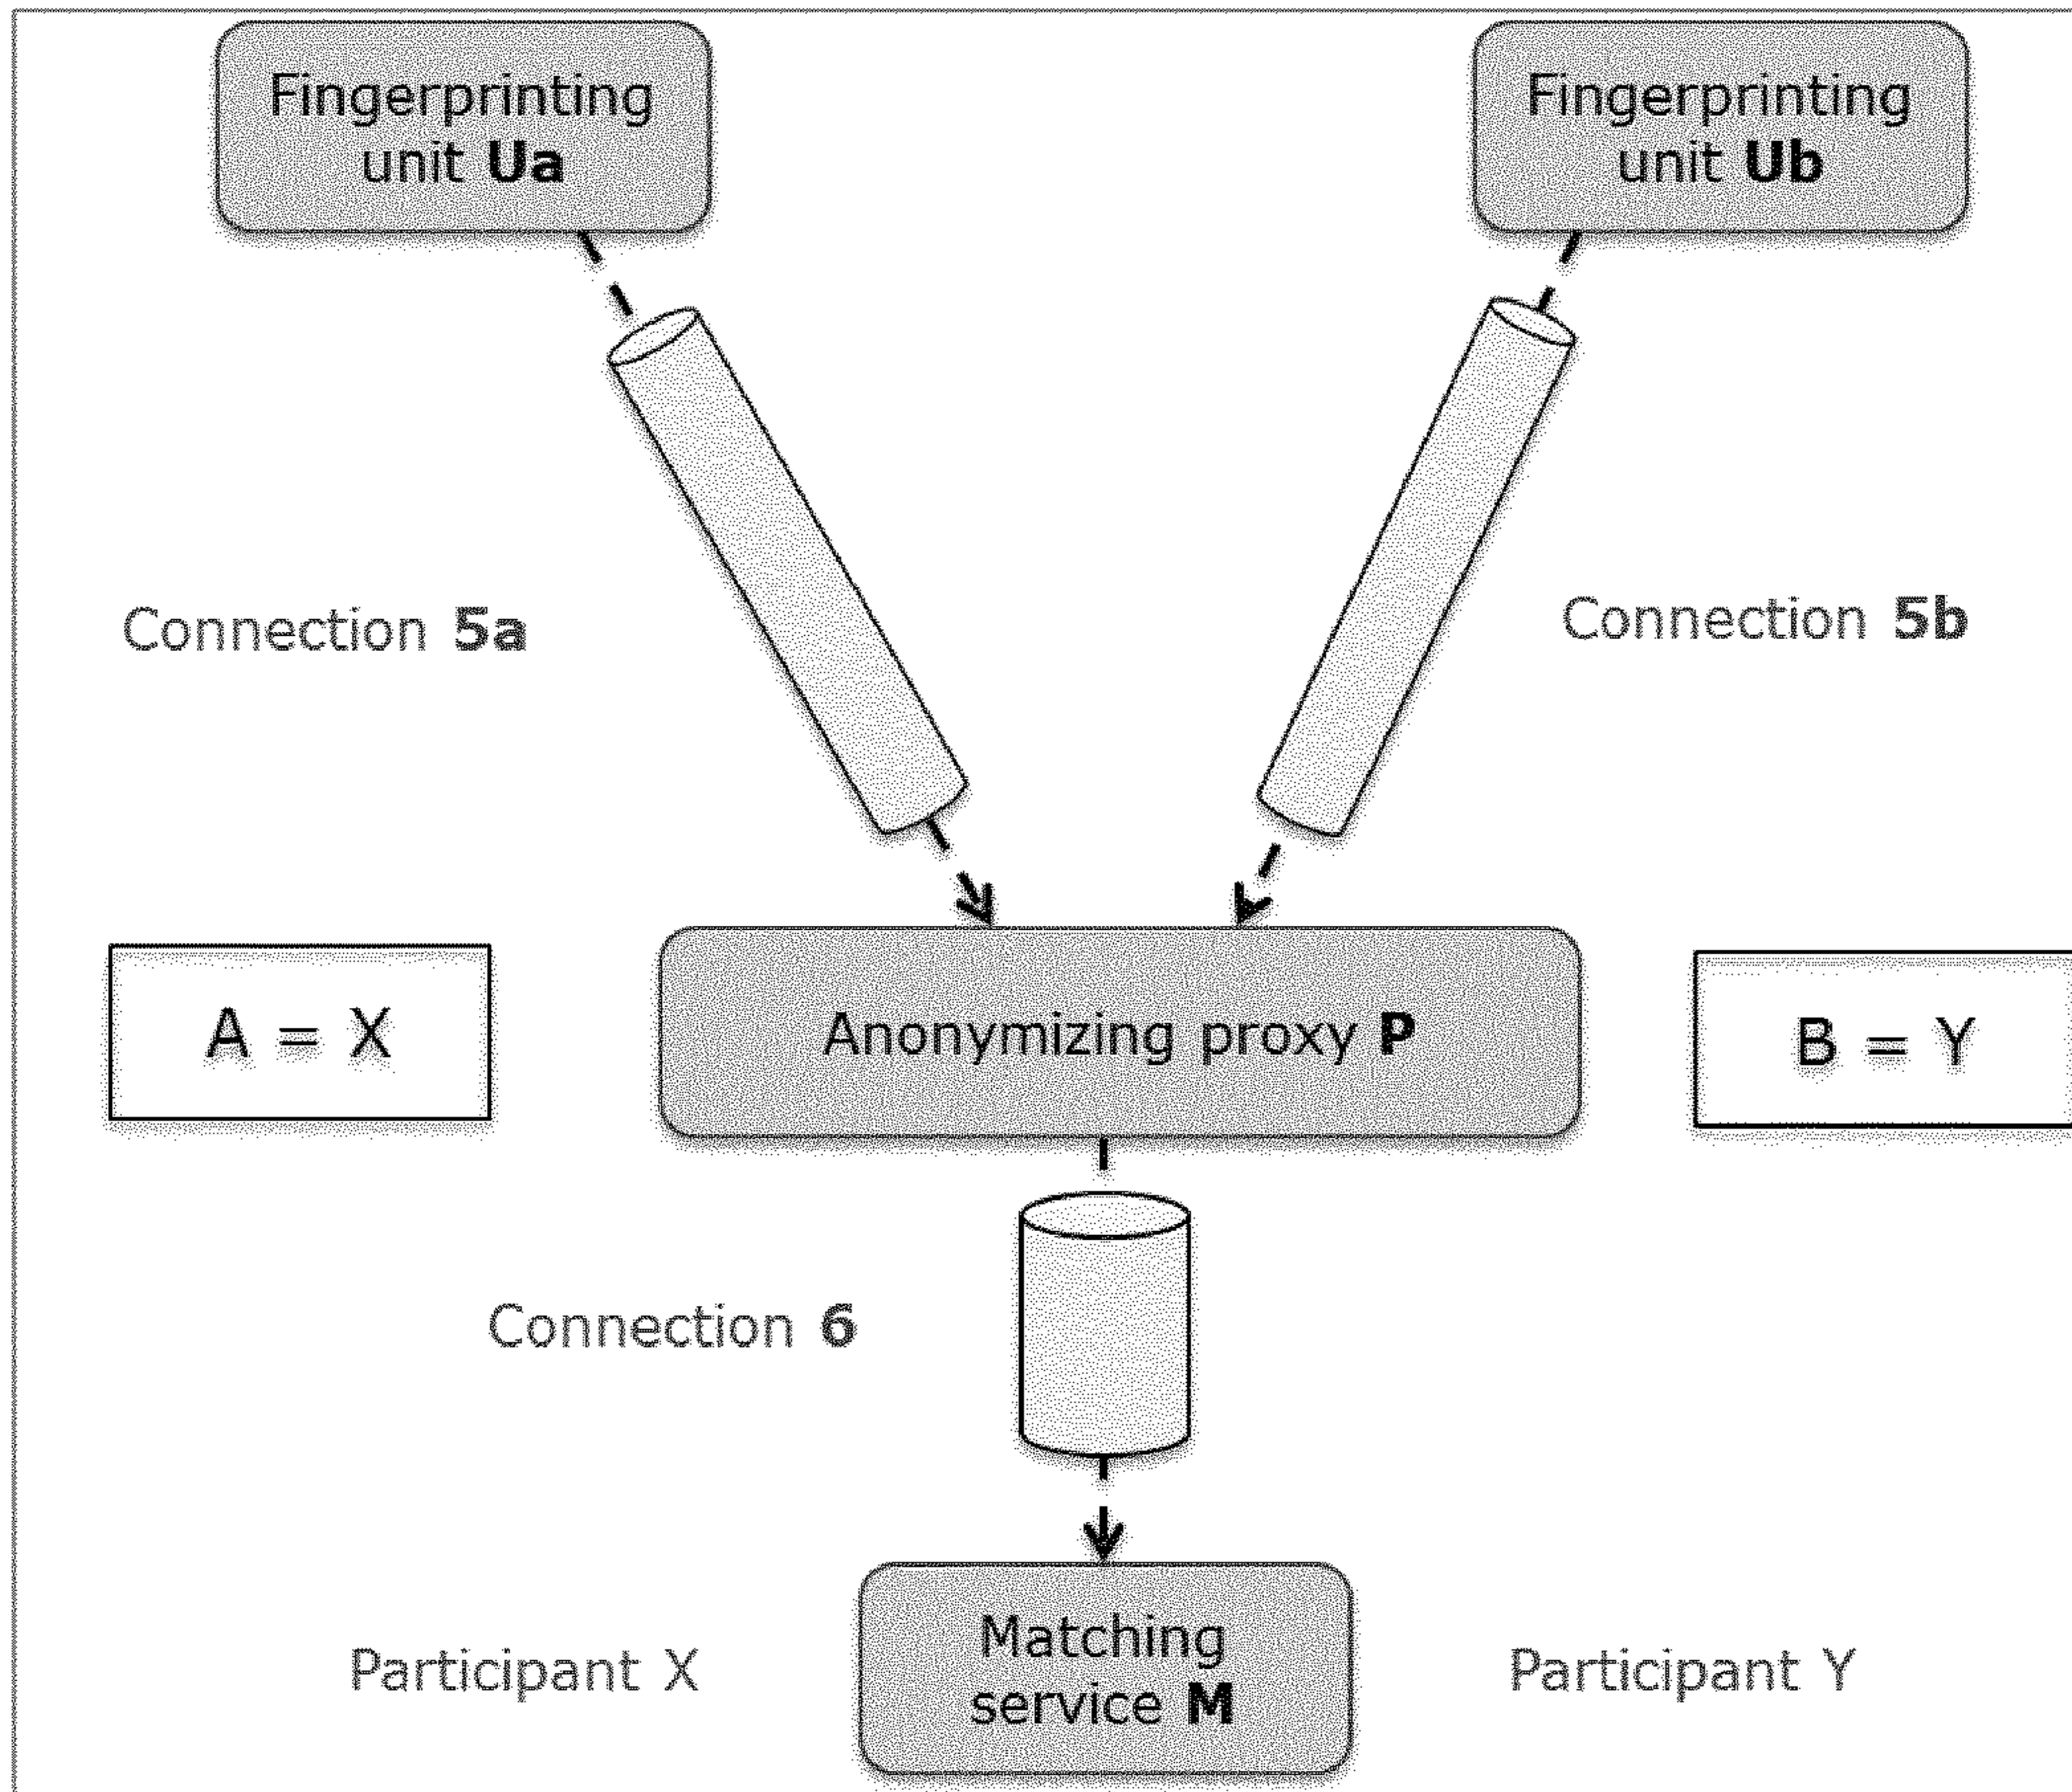 Fingerprinting
unit Ua
Fingerprinting
unit Ub
Connection 5a
Connection 5b
A = X
Anonymizing proxy P
B = Y
Connection 6
Participant X
Matching
service M
Participant Y